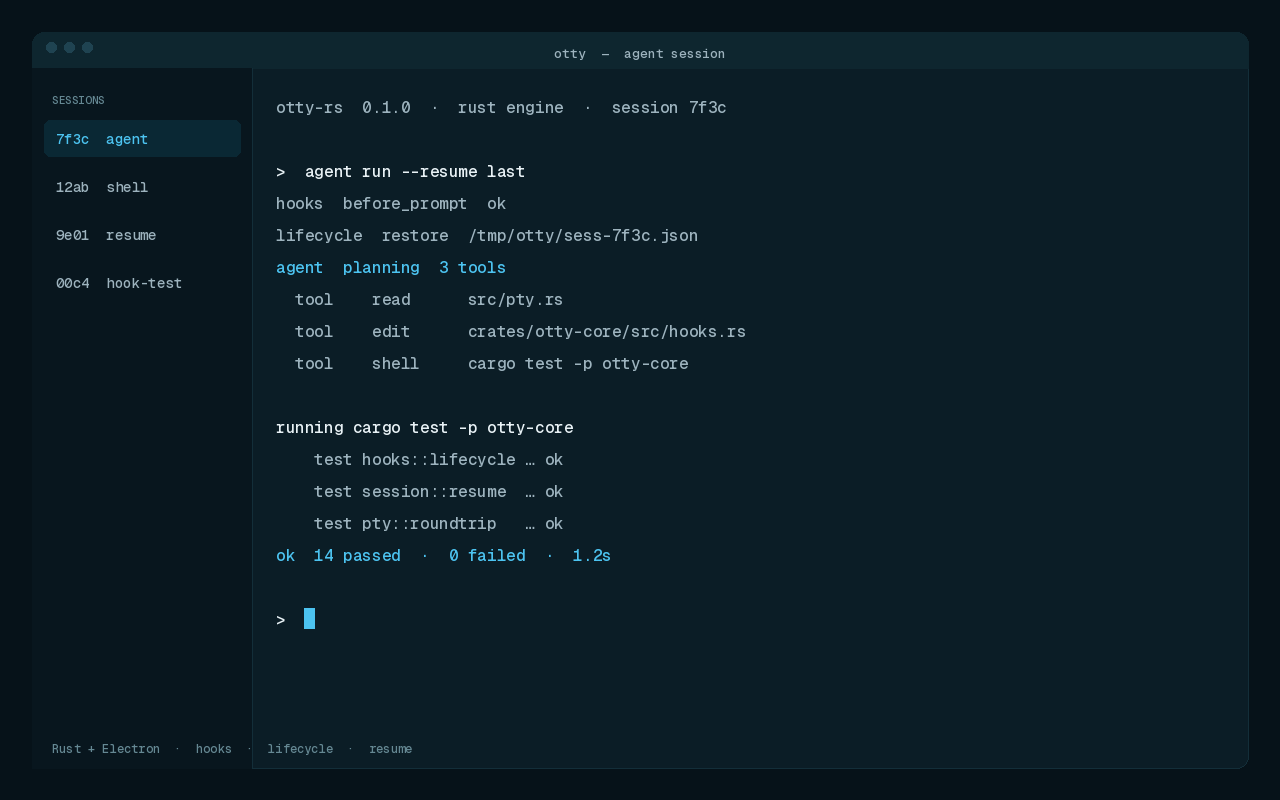 otty — agent session
SESSIONS
7f3c agent
12ab shell
9e01 resume
00c4 hook-test
otty-rs 0.1.0 · rust engine · session 7f3c
> agent run --resume last
hooks before_prompt ok
lifecycle restore /tmp/otty/sess-7f3c.json
agent planning 3 tools
tool read src/pty.rs
tool edit crates/otty-core/src/hooks.rs
tool shell cargo test -p otty-core
running cargo test -p otty-core
test hooks::lifecycle … ok
test session::resume … ok
test pty::roundtrip … ok
ok 14 passed · 0 failed · 1.2s
>
Rust + Electron · hooks · lifecycle · resume